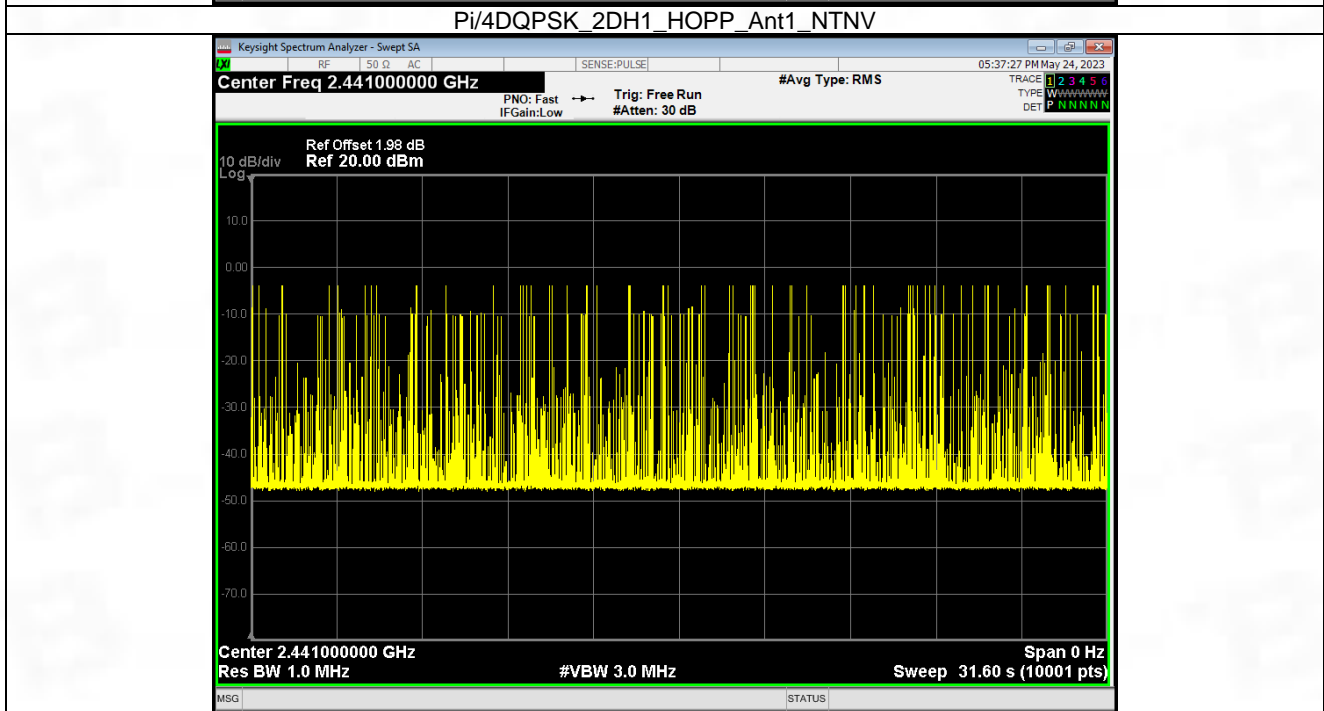 Pi/4DQPSK_2DH1_HOPP_Ant1_NTNV
Keysight Spectrum Analyzer - Swept SA
LXI RF 50 Ω AC SENSE:PULSE 05:37:27 PM May 24, 2023
Center Freq 2.441000000 GHz #Avg Type: RMS TRACE 1 2 3 4 5 6
PNO: Fast Trig: Free Run TYPE WWWWWW
IFGain:Low #Atten: 30 dB DET P N N N N N
Ref Offset 1.98 dB
10 dB/div Ref 20.00 dBm
Log
10.0
0.00
-10.0
-20.0
-30.0
-40.0
-50.0
-60.0
-70.0
Center 2.441000000 GHz Span 0 Hz
Res BW 1.0 MHz #VBW 3.0 MHz Sweep 31.60 s (10001 pts)
MSG STATUS